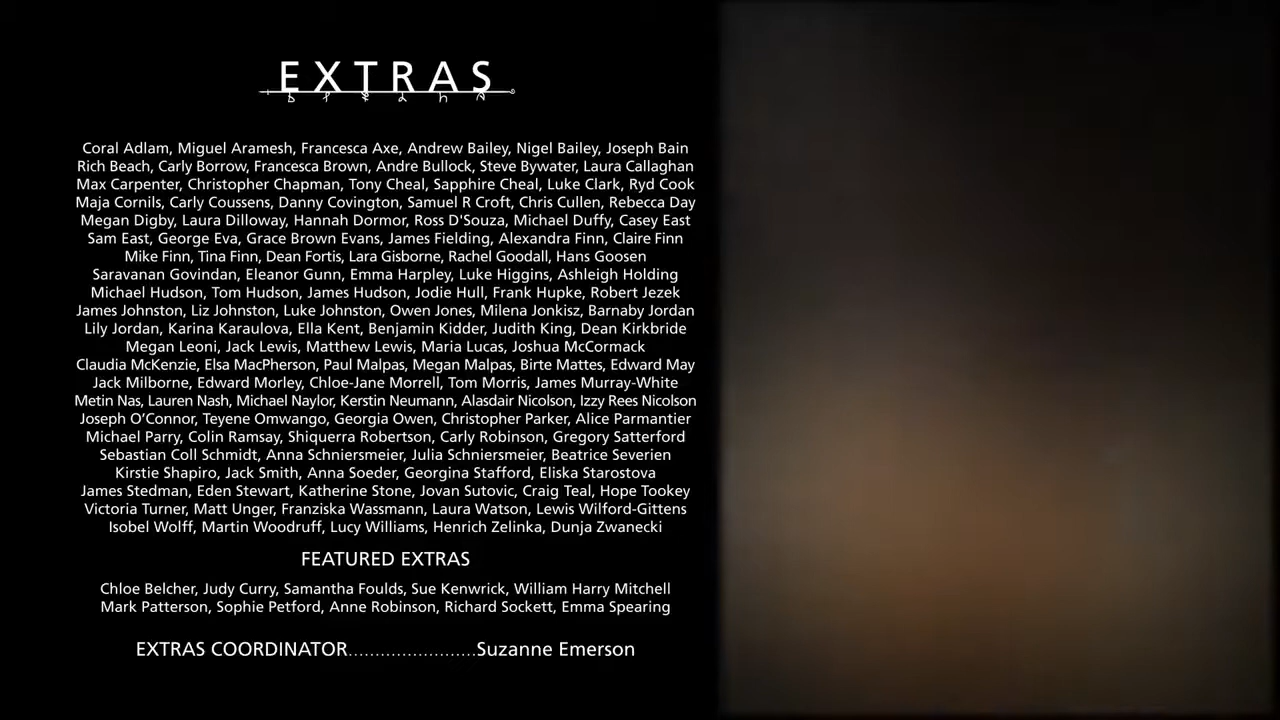 EXTRAS
Coral Adlam, Miguel Aramesh, Francesca Axe, Andrew Bailey, Nigel Bailey, Joseph Bain
Rich Beach, Carly Borrow, Francesca Brown, Andre Bullock, Steve Bywater, Laura Callaghan
Max Carpenter, Christopher Chapman, Tony Cheal, Sapphire Cheal, Luke Clark, Ryd Cook
Maja Cornils, Carly Coussens, Danny Covington, Samuel R Croft, Chris Cullen, Rebecca Day
Megan Digby, Laura Dilloway, Hannah Dormor, Ross D'Souza, Michael Duffy, Casey East
Sam East, George Eva, Grace Brown Evans, James Fielding, Alexandra Finn, Claire Finn
Mike Finn, Tina Finn, Dean Fortis, Lara Gisborne, Rachel Goodall, Hans Goosen
Saravanan Govindan, Eleanor Gunn, Emma Harpley, Luke Higgins, Ashleigh Holding
Michael Hudson, Tom Hudson, James Hudson, Jodie Hull, Frank Hupke, Robert Jezek
James Johnston, Liz Johnston, Luke Johnston, Owen Jones, Milena Jonkisz, Barnaby Jordan
Lily Jordan, Karina Karaulova, Ella Kent, Benjamin Kidder, Judith King, Dean Kirkbride
Megan Leoni, Jack Lewis, Matthew Lewis, Maria Lucas, Joshua McCormack
Claudia McKenzie, Elsa MacPherson, Paul Malpas, Megan Malpas, Birte Mattes, Edward May
Jack Milborne, Edward Morley, Chloe-Jane Morrell, Tom Morris, James Murray-White
Metin Nas, Lauren Nash, Michael Naylor, Kerstin Neumann, Alasdair Nicolson, Izzy Rees Nicolson
Joseph O’Connor, Teyene Omwango, Georgia Owen, Christopher Parker, Alice Parmantier
Michael Parry, Colin Ramsay, Shiquerra Robertson, Carly Robinson, Gregory Satterford
Sebastian Coll Schmidt, Anna Schniersmeier, Julia Schniersmeier, Beatrice Severien
Kirstie Shapiro, Jack Smith, Anna Soeder, Georgina Stafford, Eliska Starostova
James Stedman, Eden Stewart, Katherine Stone, Jovan Sutovic, Craig Teal, Hope Tookey
Victoria Turner, Matt Unger, Franziska Wassmann, Laura Watson, Lewis Wilford-Gittens
Isobel Wolff, Martin Woodruff, Lucy Williams, Henrich Zelinka, Dunja Zwanecki
FEATURED EXTRAS
Chloe Belcher, Judy Curry, Samantha Foulds, Sue Kenwrick, William Harry Mitchell
Mark Patterson, Sophie Petford, Anne Robinson, Richard Sockett, Emma Spearing
EXTRAS COORDINATOR........................Suzanne Emerson